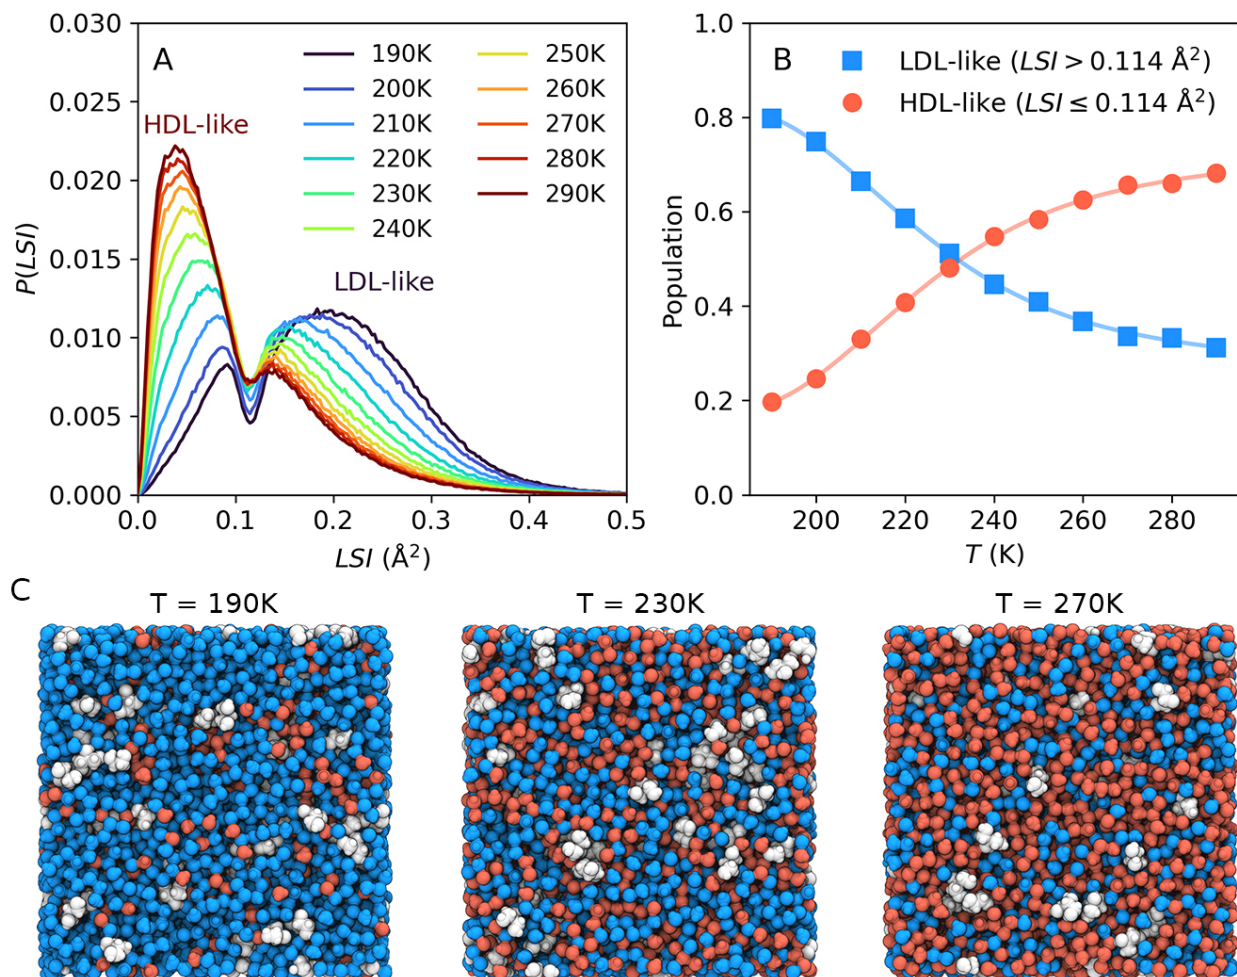 A
HDL-like
LDL-like
190K
200K
210K
220K
230K
240K
250K
260K
270K
280K
290K
P(LSI)
0.030
0.025
0.020
0.015
0.010
0.005
0.000
0.0 0.1 0.2 0.3 0.4 0.5
LSI (Å²)
B
LDL-like (LSI > 0.114 Å²)
HDL-like (LSI ≤ 0.114 Å²)
Population
1.0
0.8
0.6
0.4
0.2
0.0
200 220 240 260 280
T (K)
C
T = 190K
T = 230K
T = 270K